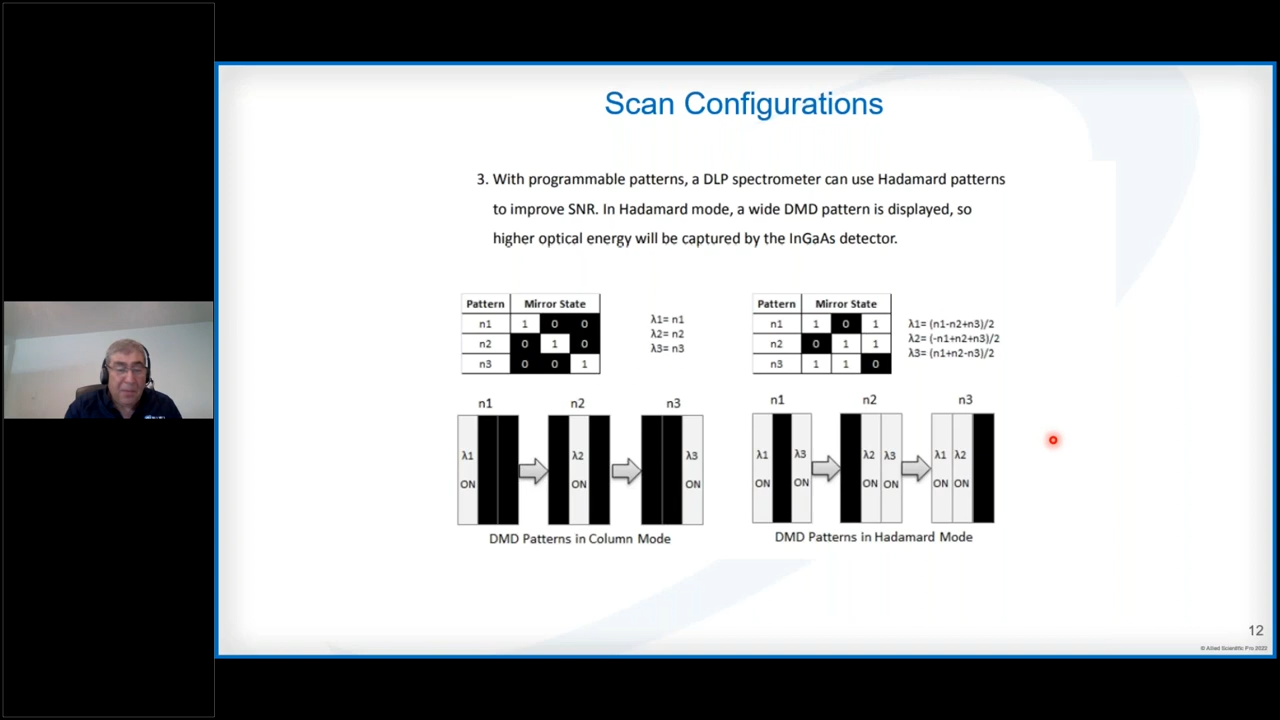 Scan Configurations
3. With programmable patterns, a DLP spectrometer can use Hadamard patterns
to improve SNR. In Hadamard mode, a wide DMD pattern is displayed, so
higher optical energy will be captured by the InGaAs detector.
Pattern Mirror State
n1 1 0 0
n2 0 1 0
n3 0 0 1
λ1= n1
λ2= n2
λ3= n3
Pattern Mirror State
n1 1 0 1
n2 0 1 1
n3 1 1 0
λ1= (n1-n2+n3)/2
λ2= (-n1+n2+n3)/2
λ3= (n1+n2-n3)/2
n1 n2 n3
λ1 λ2 λ3
ON ON ON
DMD Patterns in Column Mode
n1 n2 n3
λ1 λ3 λ2 λ3 λ1 λ2
ON ON ON ON ON ON
DMD Patterns in Hadamard Mode
12
© Allied Scientific Pro 2022